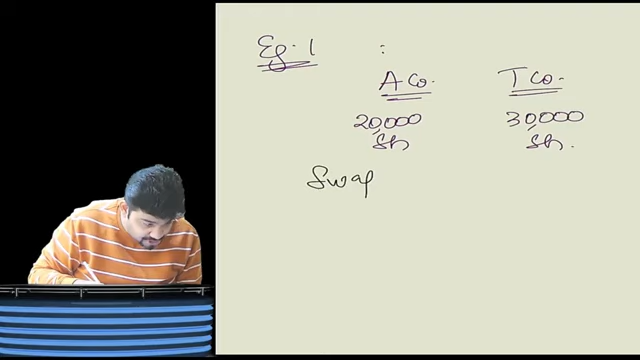 Eg. 1 :
A Co. T Co.
20,000 30,000
Sh Sh.
Swap